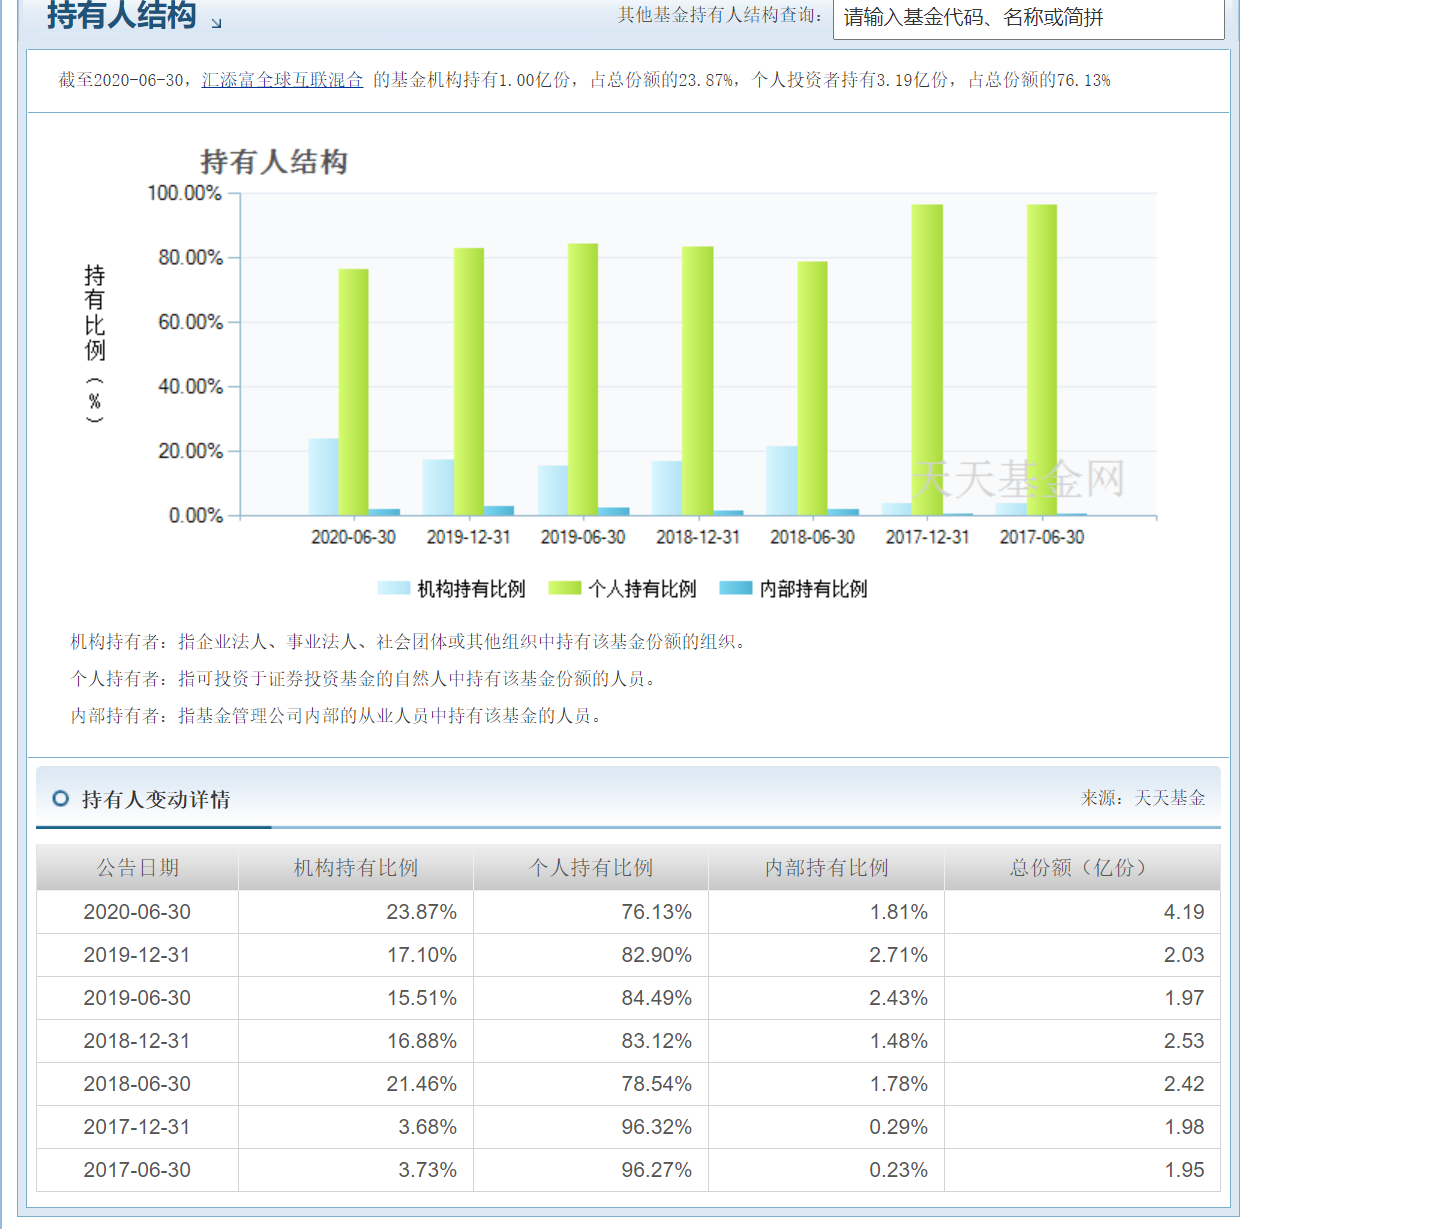 持有人结构
其他基金持有人结构查询： 请输入基金代码、名称或简拼
截至2020-06-30，汇添富全球互联混合 的基金机构持有1.00亿份，占总份额的23.87%，个人投资者持有3.19亿份，占总份额的76.13%
持有人结构
持有比例（%）
100.00%
80.00%
60.00%
40.00%
20.00%
0.00%
天天基金网
2020-06-30 2019-12-31 2019-06-30 2018-12-31 2018-06-30 2017-12-31 2017-06-30
机构持有比例 个人持有比例 内部持有比例
机构持有者：指企业法人、事业法人、社会团体或其他组织中持有该基金份额的组织。
个人持有者：指可投资于证券投资基金的自然人中持有该基金份额的人员。
内部持有者：指基金管理公司内部的从业人员中持有该基金的人员。
持有人变动详情 来源：天天基金
公告日期 机构持有比例 个人持有比例 内部持有比例 总份额（亿份）
2020-06-30 23.87% 76.13% 1.81% 4.19
2019-12-31 17.10% 82.90% 2.71% 2.03
2019-06-30 15.51% 84.49% 2.43% 1.97
2018-12-31 16.88% 83.12% 1.48% 2.53
2018-06-30 21.46% 78.54% 1.78% 2.42
2017-12-31 3.68% 96.32% 0.29% 1.98
2017-06-30 3.73% 96.27% 0.23% 1.95